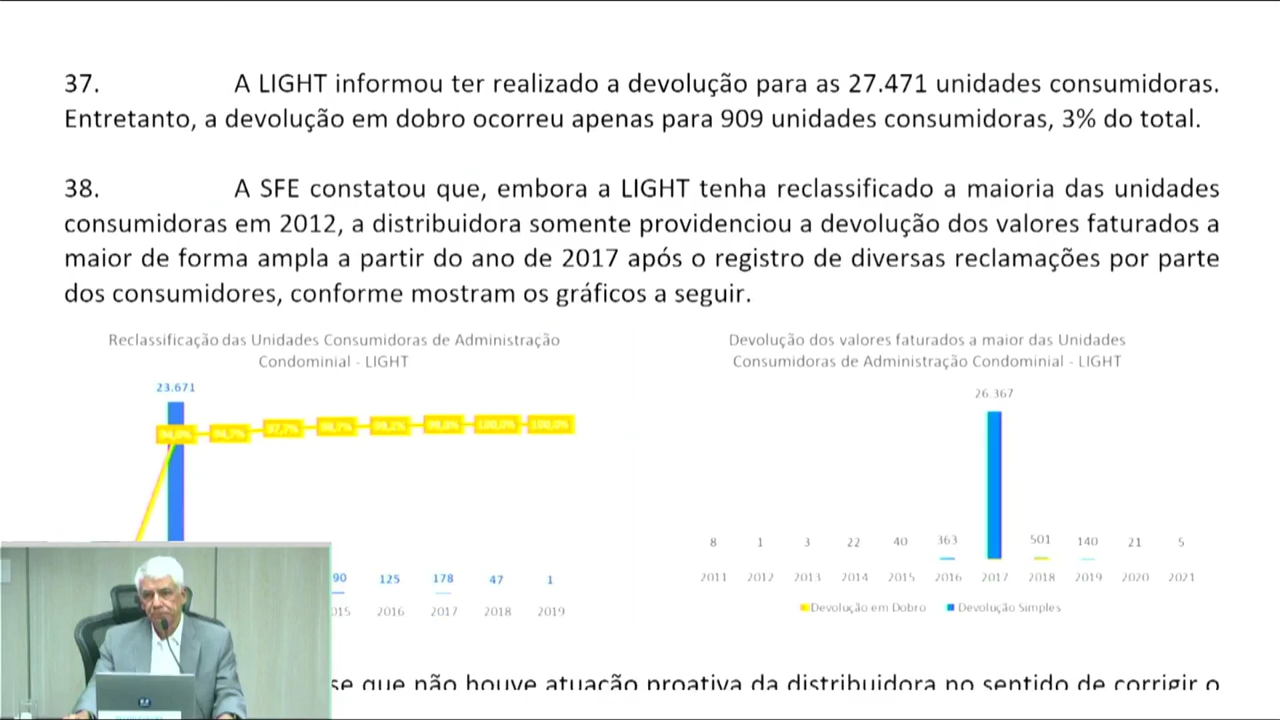 37. A LIGHT informou ter realizado a devolução para as 27.471 unidades consumidoras.
Entretanto, a devolução em dobro ocorreu apenas para 909 unidades consumidoras, 3% do total.
38. A SFE constatou que, embora a LIGHT tenha reclassificado a maioria das unidades
consumidoras em 2012, a distribuidora somente providenciou a devolução dos valores faturados a
maior de forma ampla a partir do ano de 2017 após o registro de diversas reclamações por parte
dos consumidores, conforme mostram os gráficos a seguir.
Reclassificação das Unidades Consumidoras de Administração
Condominial - LIGHT
23.671
100,0% 100,0%
90 125 178 47 1
015 2016 2017 2018 2019
Devolução dos valores faturados a maior das Unidades
Consumidoras de Administração Condominial - LIGHT
26.367
8 1 3 22 40 363 501 140 21 5
2011 2012 2013 2014 2015 2016 2017 2018 2019 2020 2021
Devolução em Dobro Devolução Simples
se que não houve atuação proativa da distribuidora no sentido de corrigir o